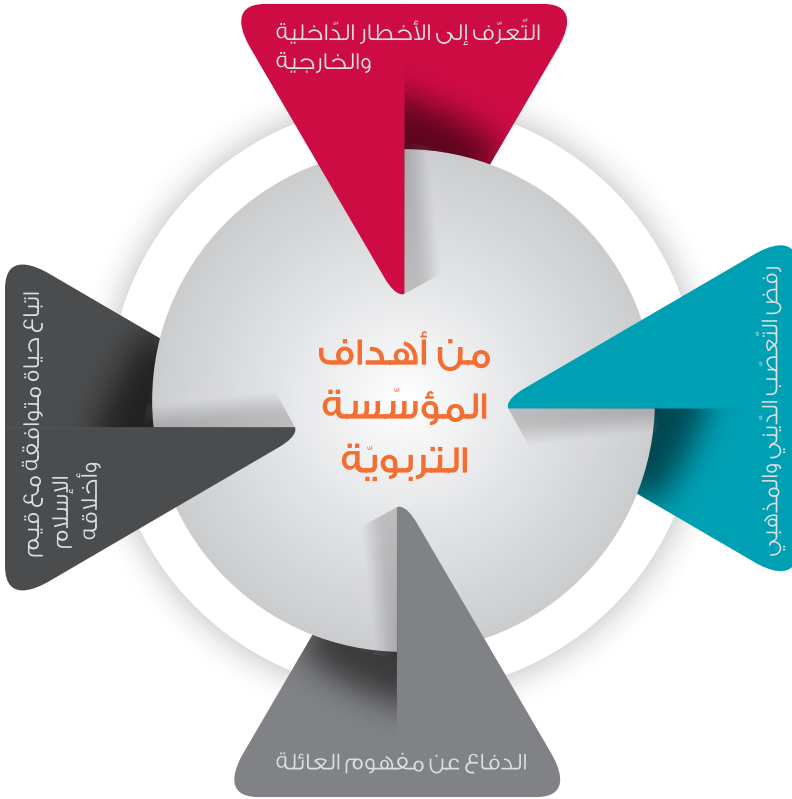 التّعرّف إلى الأخطار الدّاخلية
والخارجية
رفض التّعصّب الدّيني والمذهبي
من أهداف
المؤسّسة
التربويّة
اتباع حياة متوافقة مع قيم
الإسلام
وأخلاقه
الدفاع عن مفهوم العائلة